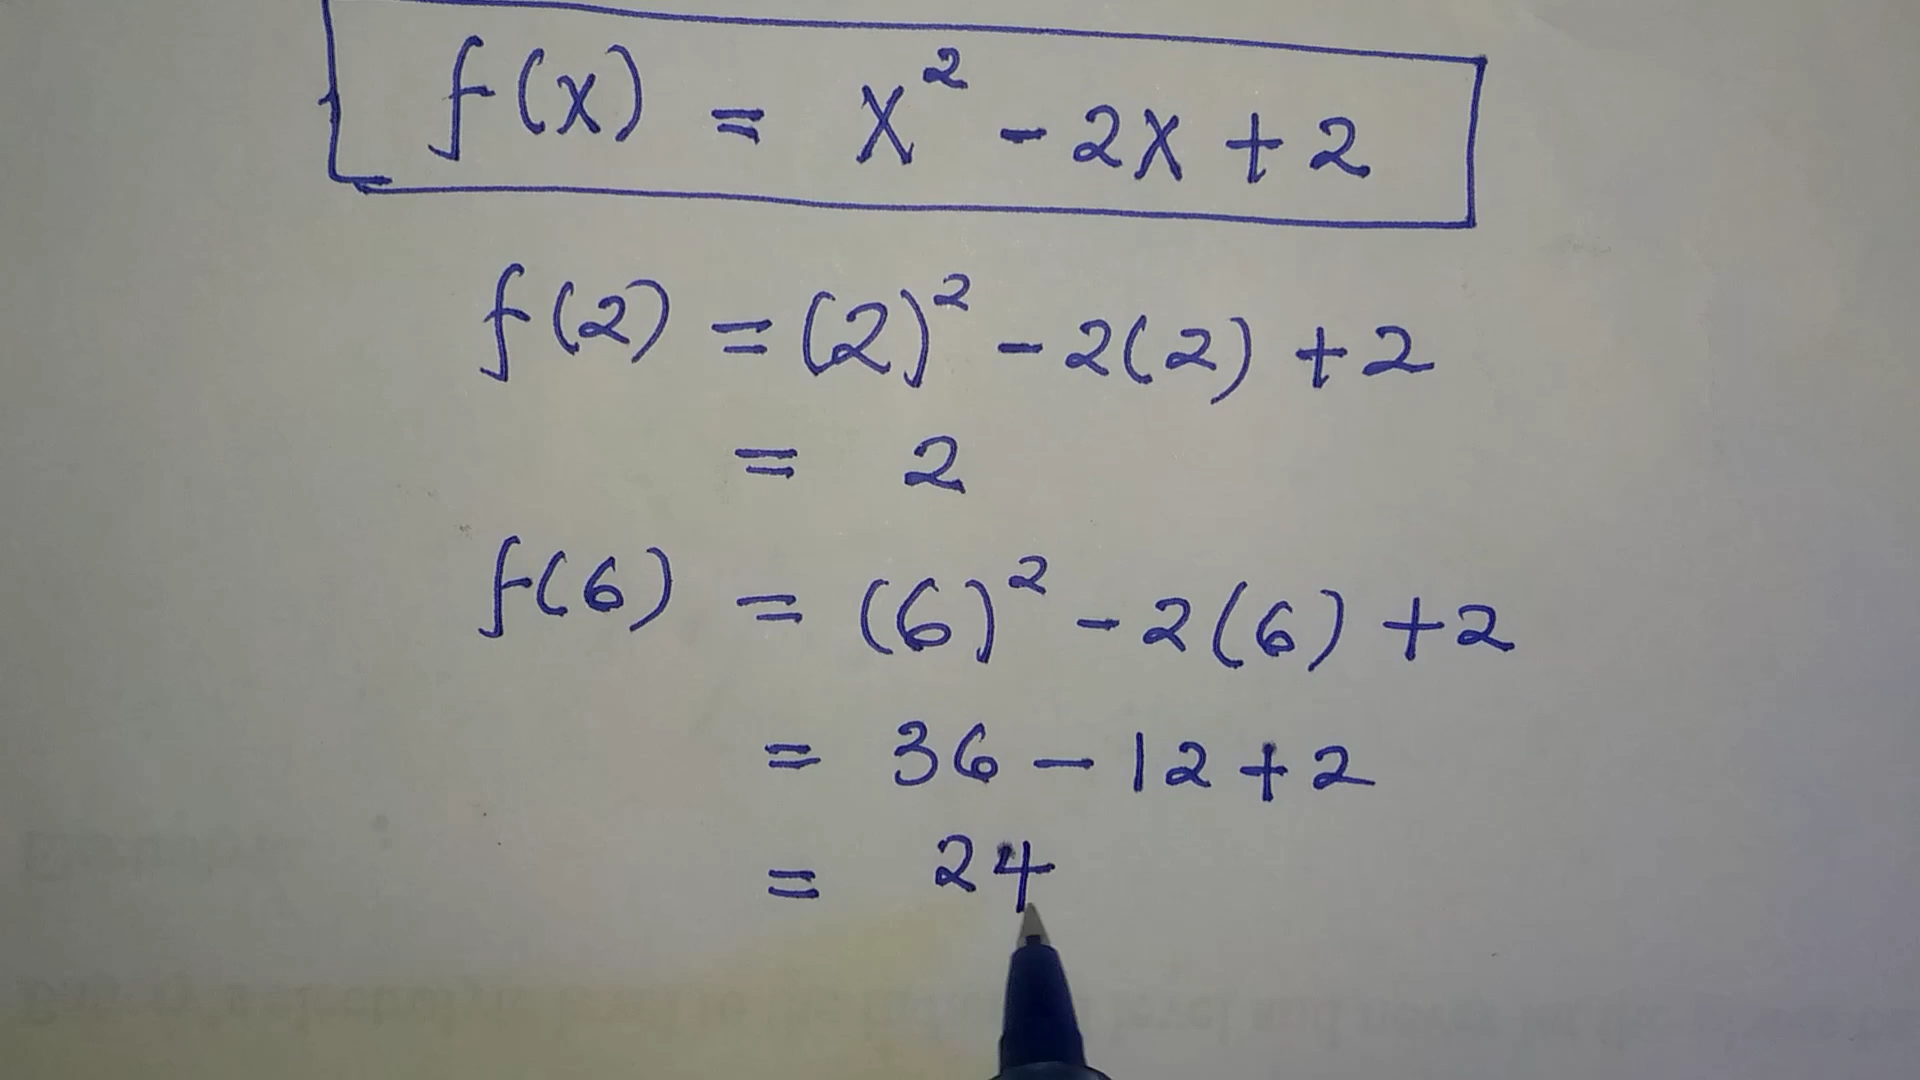 f(x) = x² - 2x + 2
f(2) = (2)² - 2(2) + 2
= 2
f(6) = (6)² - 2(6) + 2
= 36 - 12 + 2
= 24